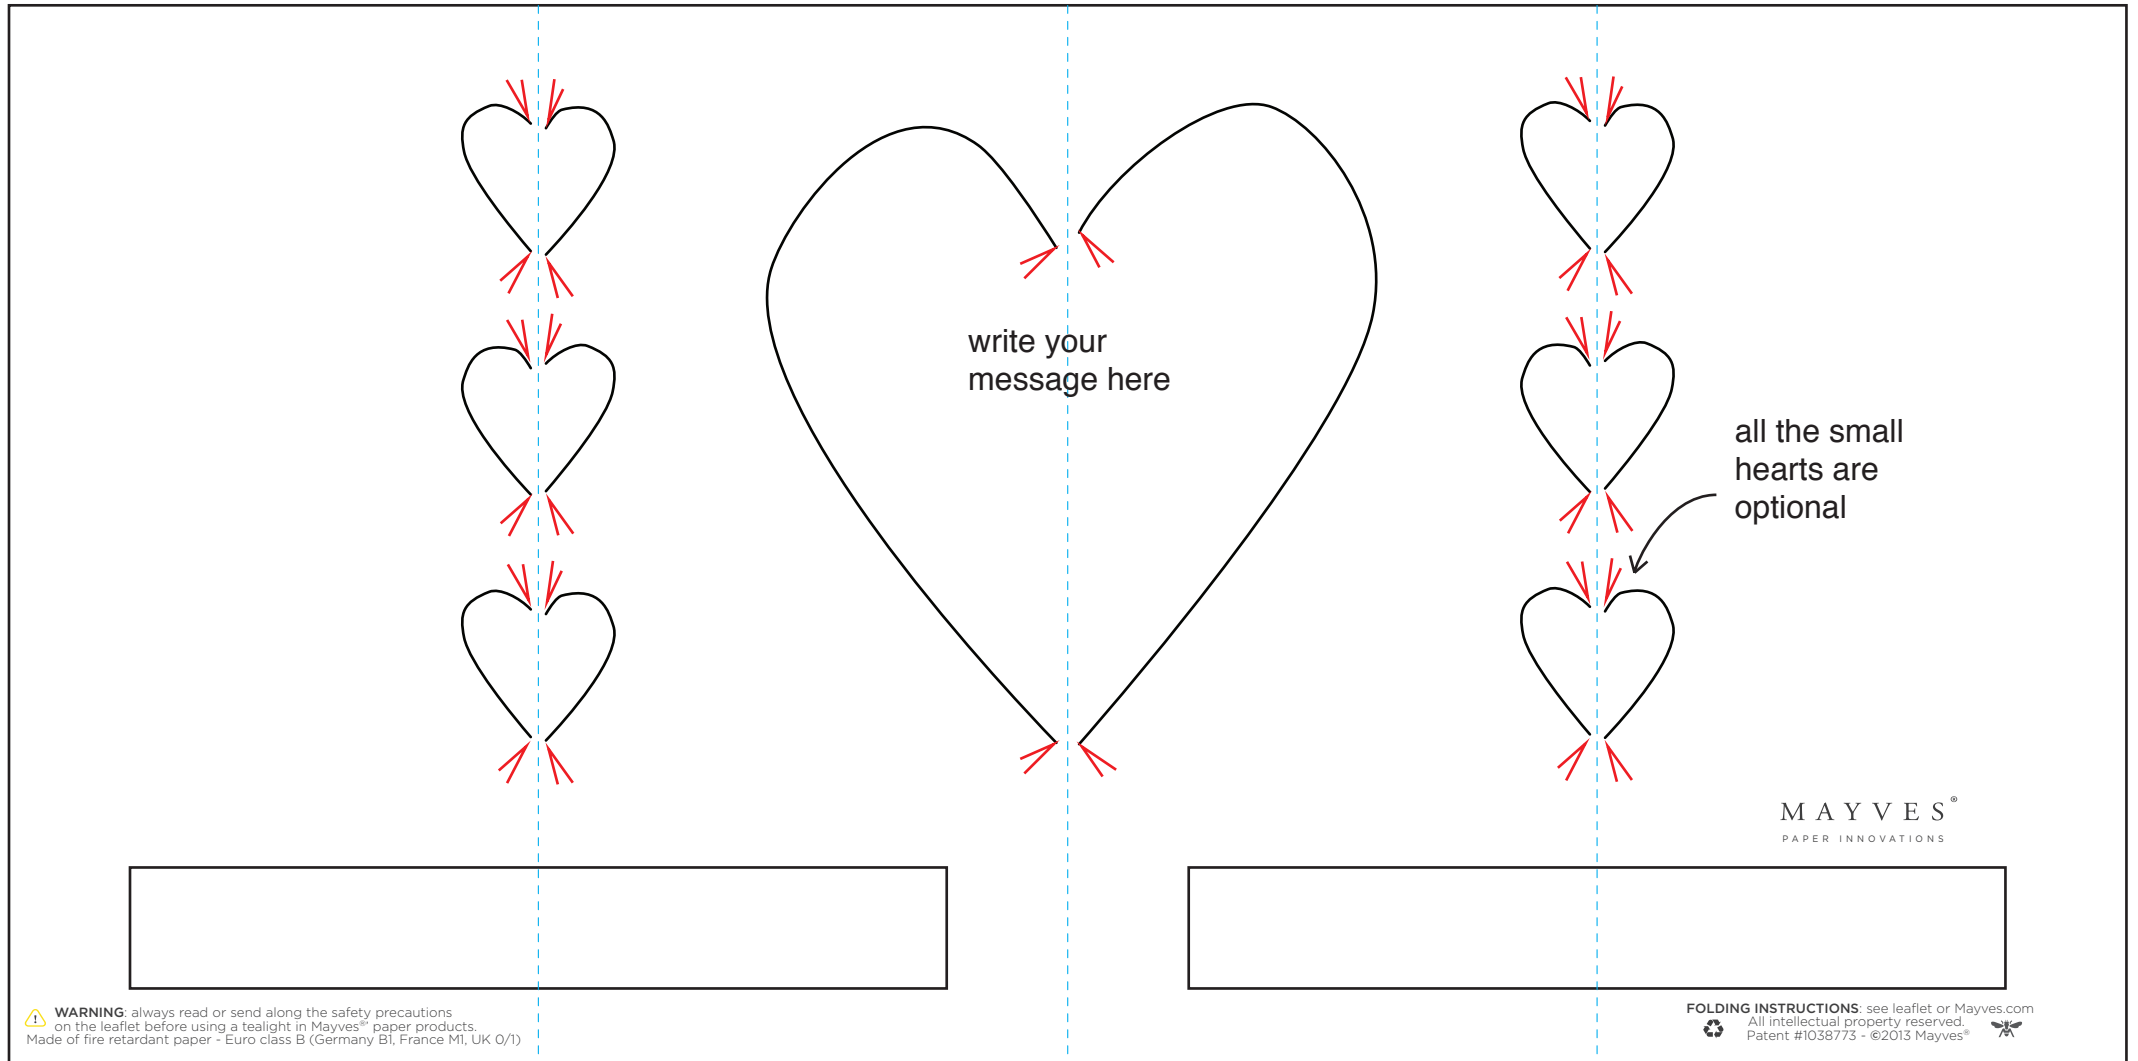 write your
message here
all the small
hearts are
optional
MAYVES®
PAPER INNOVATIONS
WARNING: always read or send along the safety precautions
on the leaflet before using a tealight in Mayves®' paper products.
Made of fire retardant paper - Euro class B (Germany B1, France M1, UK 0/1)
FOLDING INSTRUCTIONS: see leaflet or Mayves.com
All intellectual property reserved.
Patent #1038773 - ©2013 Mayves®